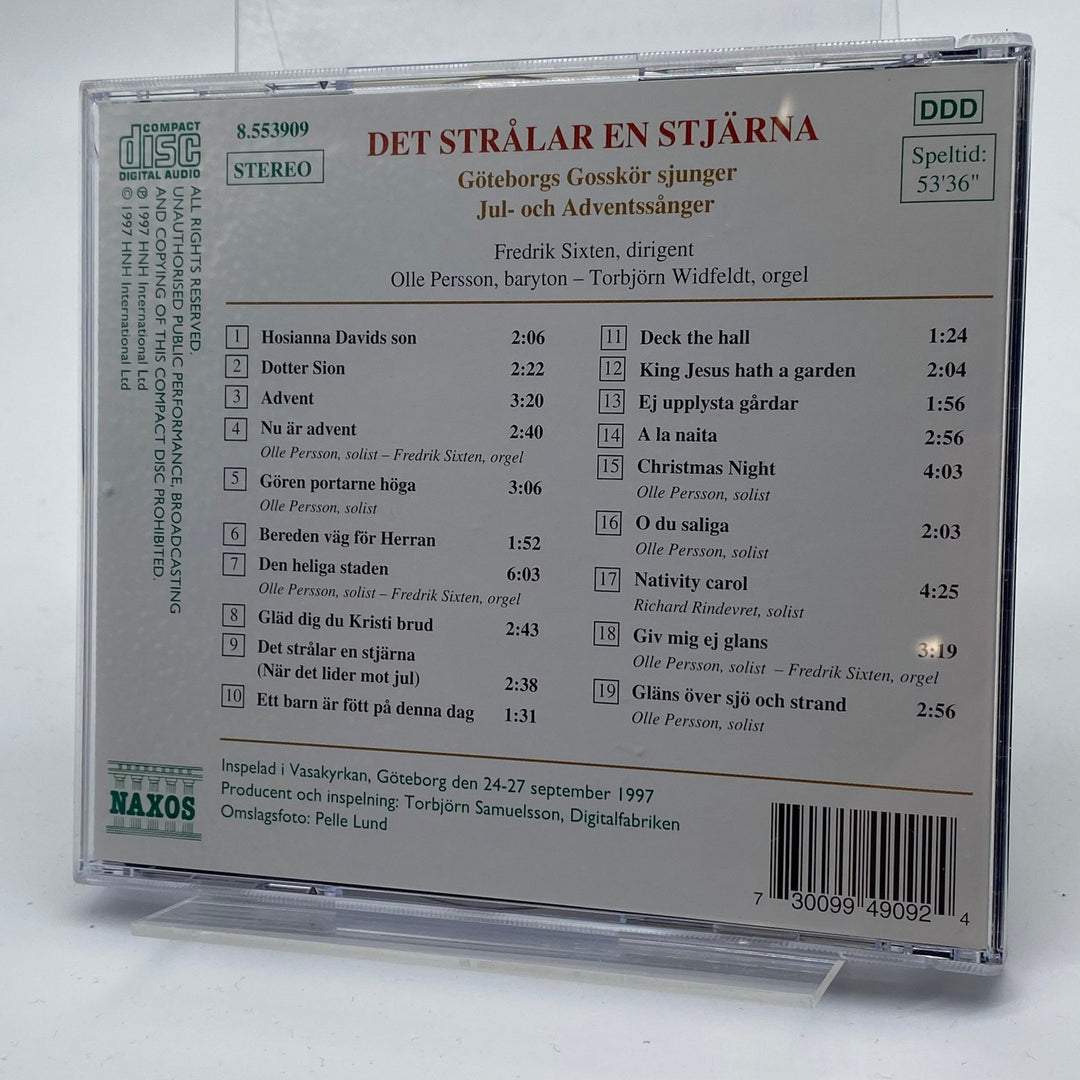 COMPACT
disc
DIGITAL AUDIO
8.553909
STEREO
DET STRÅLAR EN STJÄRNA
Göteborgs Gosskör sjunger
Jul- och Adventssånger
Fredrik Sixten, dirigent
Olle Persson, baryton – Torbjörn Widfeldt, orgel
DDD
Speltid:
53'36"
ALL RIGHTS RESERVED.
UNAUTHORISED PUBLIC PERFORMANCE, BROADCASTING
AND COPYING OF THIS COMPACT DISC PROHIBITED.
℗ 1997 HNH International Ltd
© 1997 HNH International Ltd
1 Hosianna Davids son 2:06
2 Dotter Sion 2:22
3 Advent 3:20
4 Nu är advent 2:40
Olle Persson, solist – Fredrik Sixten, orgel
5 Gören portarne höga 3:06
Olle Persson, solist
6 Bereden väg för Herran 1:52
7 Den heliga staden 6:03
Olle Persson, solist – Fredrik Sixten, orgel
8 Gläd dig du Kristi brud 2:43
9 Det strålar en stjärna
(När det lider mot jul) 2:38
10 Ett barn är fött på denna dag 1:31
11 Deck the hall 1:24
12 King Jesus hath a garden 2:04
13 Ej upplysta gårdar 1:56
14 A la naita 2:56
15 Christmas Night 4:03
Olle Persson, solist
16 O du saliga 2:03
Olle Persson, solist
17 Nativity carol 4:25
Richard Rindevret, solist
18 Giv mig ej glans 3:19
Olle Persson, solist – Fredrik Sixten, orgel
19 Gläns över sjö och strand 2:56
Olle Persson, solist
NAXOS
Inspelad i Vasakyrkan, Göteborg den 24-27 september 1997
Producent och inspelning: Torbjörn Samuelsson, Digitalfabriken
Omslagsfoto: Pelle Lund
7 30099 49092 4